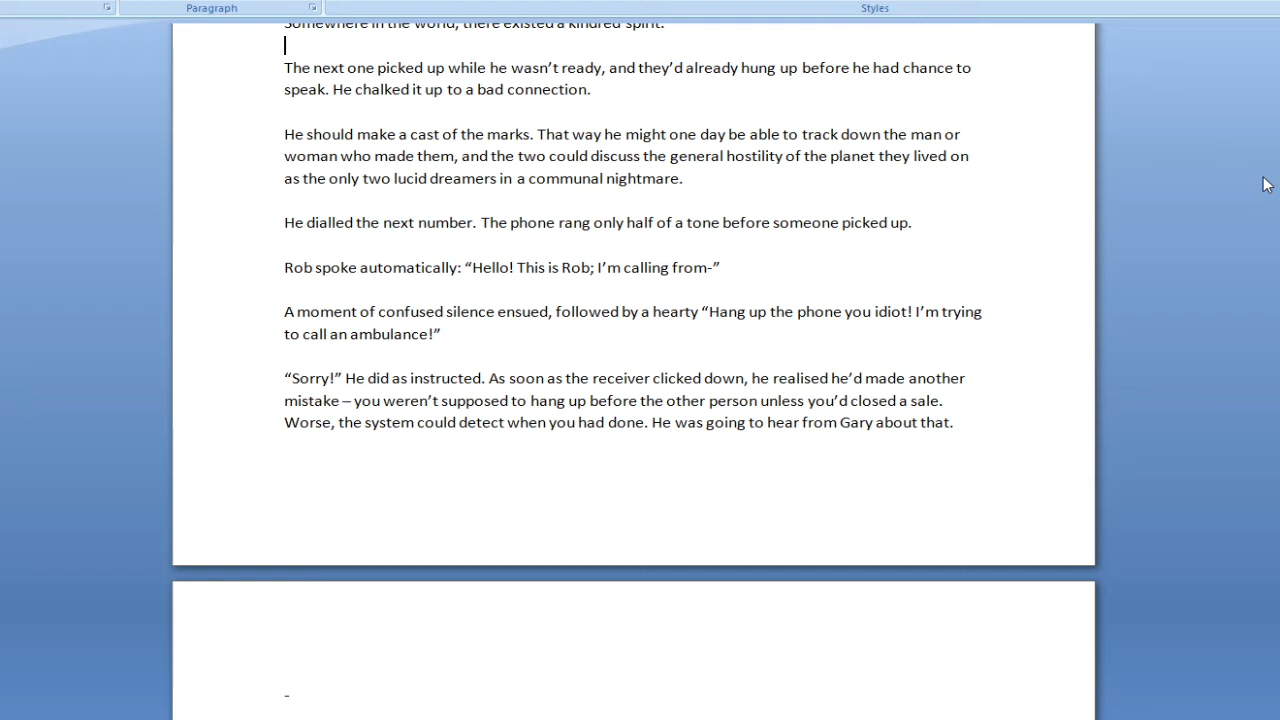 Paragraph
Styles
Somewhere in the world, there existed a kindred spirit.
The next one picked up while he wasn’t ready, and they’d already hung up before he had chance to
speak. He chalked it up to a bad connection.
He should make a cast of the marks. That way he might one day be able to track down the man or
woman who made them, and the two could discuss the general hostility of the planet they lived on
as the only two lucid dreamers in a communal nightmare.
He dialled the next number. The phone rang only half of a tone before someone picked up.
Rob spoke automatically: “Hello! This is Rob; I’m calling from-”
A moment of confused silence ensued, followed by a hearty “Hang up the phone you idiot! I’m trying
to call an ambulance!”
“Sorry!” He did as instructed. As soon as the receiver clicked down, he realised he’d made another
mistake – you weren’t supposed to hang up before the other person unless you’d closed a sale.
Worse, the system could detect when you had done. He was going to hear from Gary about that.
-